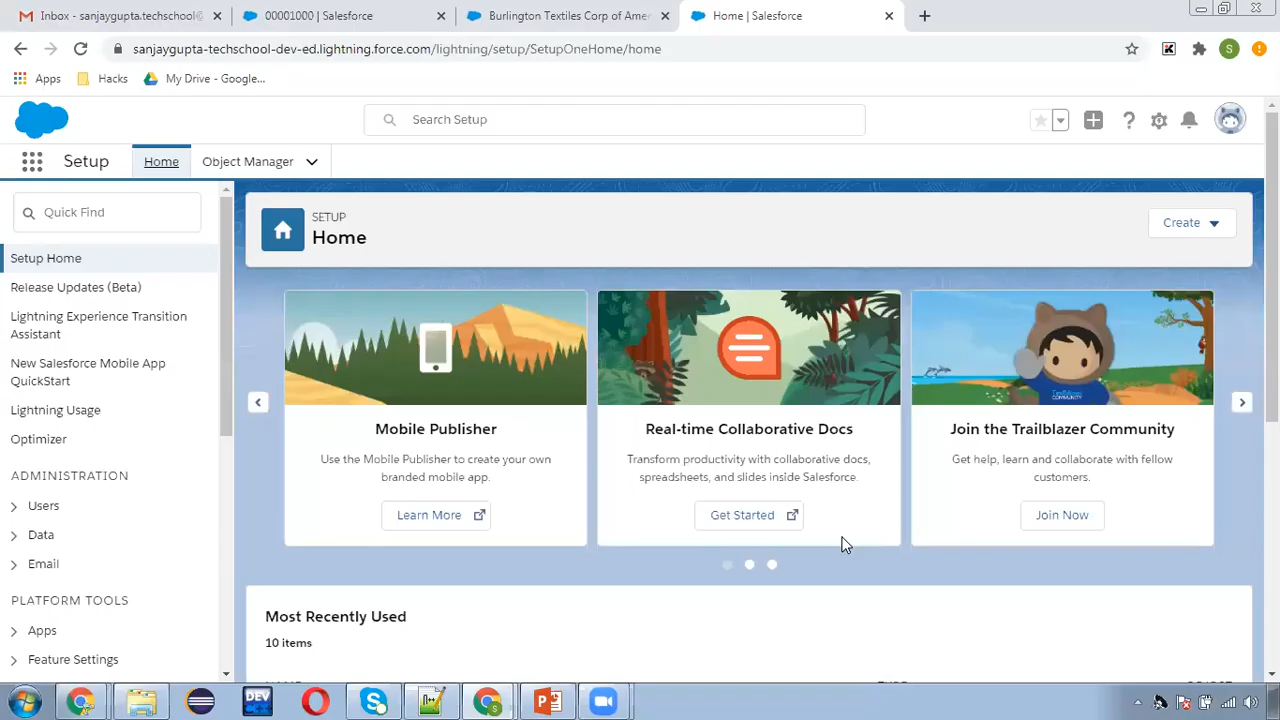 Inbox - sanjaygupta.techschool@
00001000 | Salesforce
Burlington Textiles Corp of Amer
Home | Salesforce
sanjaygupta-techschool-dev-ed.lightning.force.com/lightning/setup/SetupOneHome/home
S
Apps
Hacks
My Drive - Google...
Search Setup
Setup
Home
Object Manager
Quick Find
SETUP
Home
Create
Setup Home
Release Updates (Beta)
Lightning Experience Transition
Assistant
New Salesforce Mobile App
QuickStart
Lightning Usage
Optimizer
ADMINISTRATION
Users
Data
Email
PLATFORM TOOLS
Apps
Feature Settings
Mobile Publisher
Use the Mobile Publisher to create your own
branded mobile app.
Learn More
Real-time Collaborative Docs
Transform productivity with collaborative docs,
spreadsheets, and slides inside Salesforce.
Get Started
Join the Trailblazer Community
Get help, learn and collaborate with fellow
customers.
Join Now
Most Recently Used
10 items
DEV